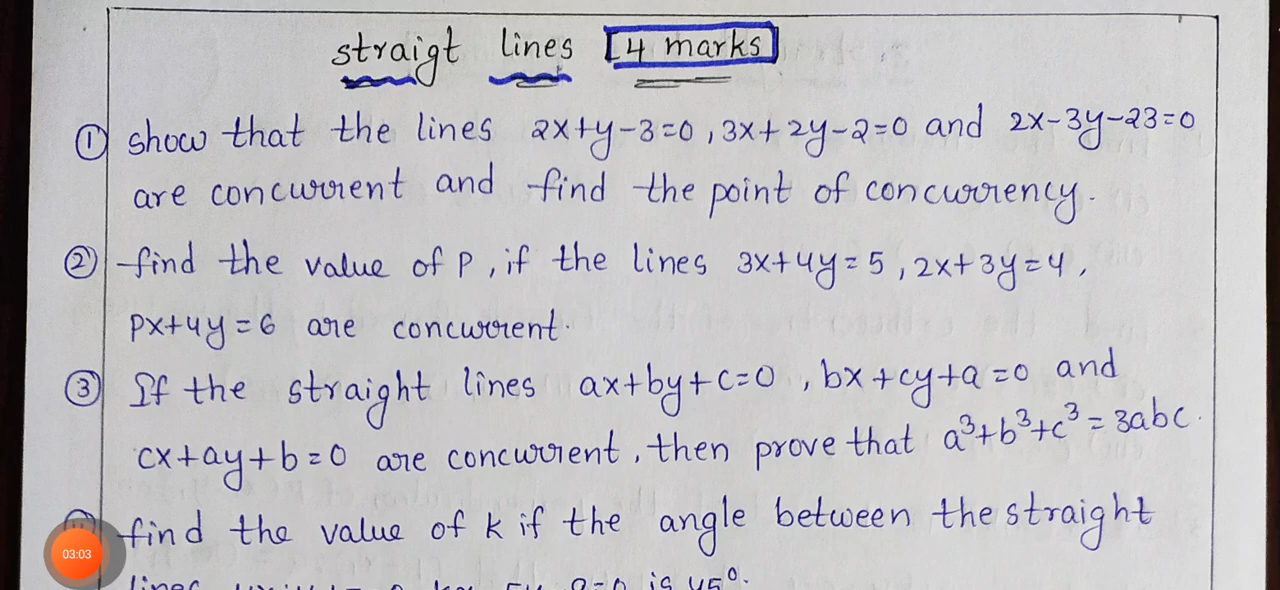 straigt lines [4 marks]
① show that the lines 2x+y-3=0, 3x+2y-2=0 and 2x-3y-23=0
are concurrent and find the point of concurrency.
② find the value of P, if the lines 3x+4y=5, 2x+3y=4,
px+4y=6 are concurrent.
③ If the straight lines ax+by+c=0, bx+cy+a=0 and
cx+ay+b=0 are concurrent, then prove that a³+b³+c³=3abc.
find the value of k if the angle between the straight
lines is 45°.
03:03